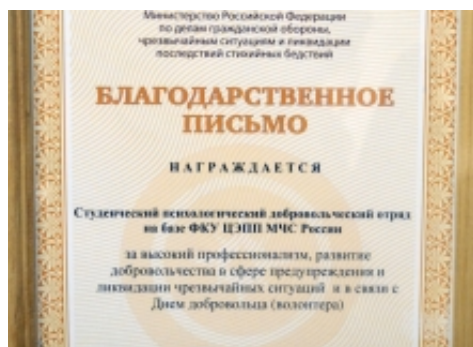 Министерство Российской Федерации
по делам гражданской обороны,
чрезвычайным ситуациям и ликвидации
последствий стихийных бедствий
БЛАГОДАРСТВЕННОЕ
ПИСЬМО
НАГРАЖДАЕТСЯ
Студенческий психологический добровольческий отряд
на базе ФКУ ЦЭПП МЧС России
за высокий профессионализм, развитие
добровольчества в сфере предупреждения и
ликвидации чрезвычайных ситуаций и в связи с
Днем добровольца (волонтера)